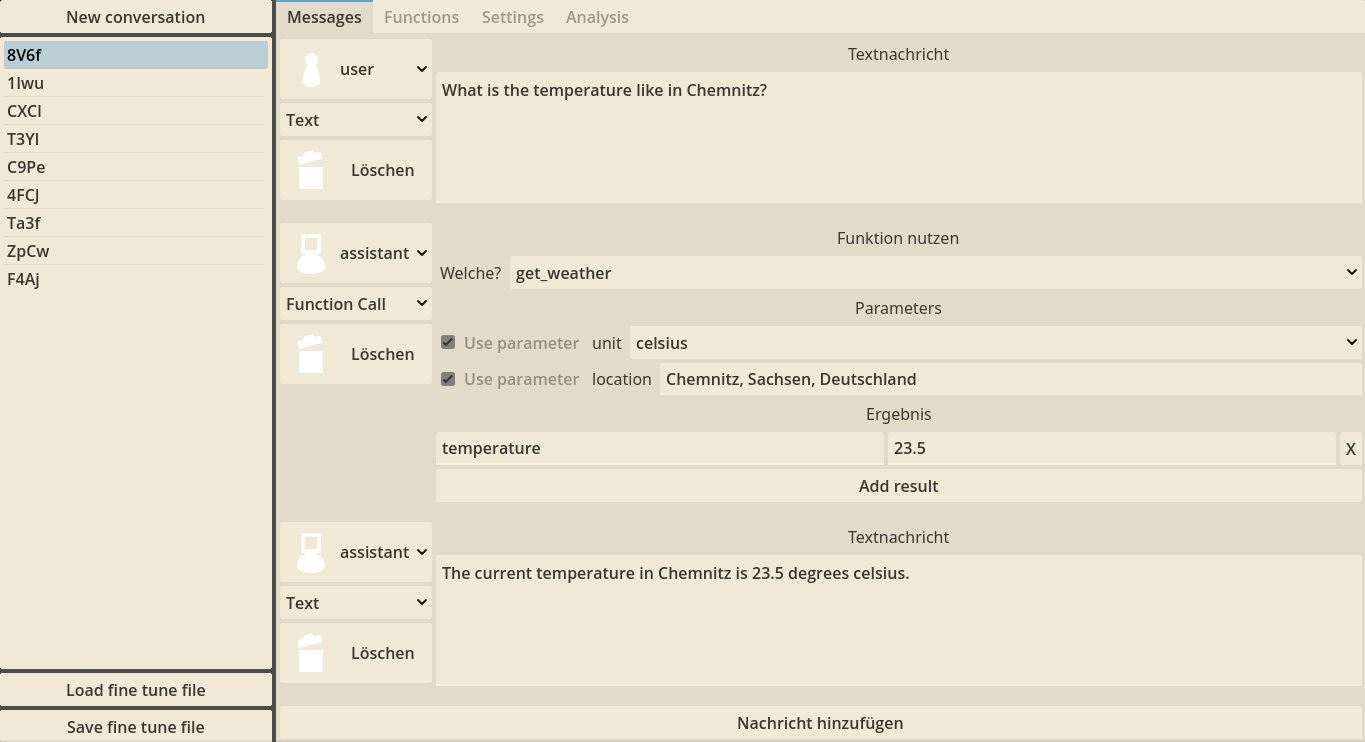 New conversation
8V6f
1lwu
CXCl
T3Yl
C9Pe
4FCJ
Ta3f
ZpCw
F4Aj
Load fine tune file
Save fine tune file
Messages Functions Settings Analysis
user
Text
Löschen
Textnachricht
What is the temperature like in Chemnitz?
assistant
Function Call
Löschen
Funktion nutzen
Welche? get_weather
Parameters
Use parameter unit celsius
Use parameter location Chemnitz, Sachsen, Deutschland
Ergebnis
temperature 23.5 X
Add result
assistant
Text
Löschen
Textnachricht
The current temperature in Chemnitz is 23.5 degrees celsius.
Nachricht hinzufügen